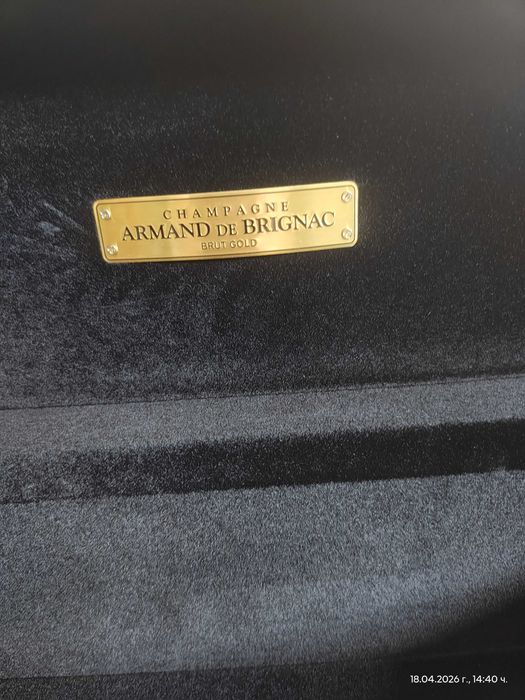 CHAMPAGNE
ARMAND DE BRIGNAC
BRUT GOLD
18.04.2026 г., 14:40 ч.